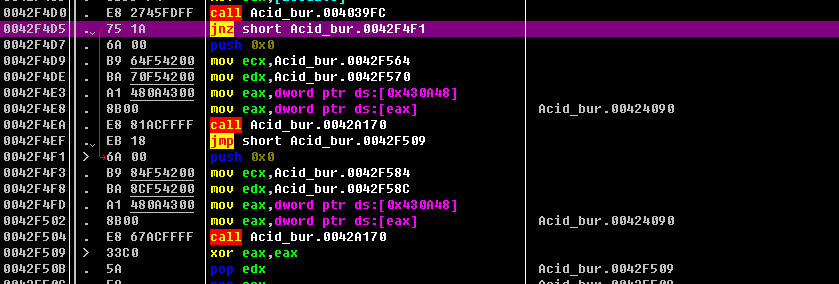 0042F4D0 . E8 2745FDFF call Acid_bur.004039FC
0042F4D5 . 75 1A jnz short Acid_bur.0042F4F1
0042F4D7 . 6A 00 push 0x0
0042F4D9 . B9 64F54200 mov ecx,Acid_bur.0042F564
0042F4DE . BA 70F54200 mov edx,Acid_bur.0042F570
0042F4E3 . A1 480A4300 mov eax,dword ptr ds:[0x430A48]
0042F4E8 . 8B00 mov eax,dword ptr ds:[eax] Acid_bur.00424090
0042F4EA . E8 81ACFFFF call Acid_bur.0042A170
0042F4EF . EB 18 jmp short Acid_bur.0042F509
0042F4F1 > 6A 00 push 0x0
0042F4F3 . B9 84F54200 mov ecx,Acid_bur.0042F584
0042F4F8 . BA 8CF54200 mov edx,Acid_bur.0042F58C
0042F4FD . A1 480A4300 mov eax,dword ptr ds:[0x430A48]
0042F502 . 8B00 mov eax,dword ptr ds:[eax] Acid_bur.00424090
0042F504 . E8 67ACFFFF call Acid_bur.0042A170
0042F509 > 33C0 xor eax,eax
0042F50B . 5A pop edx Acid_bur.0042F509